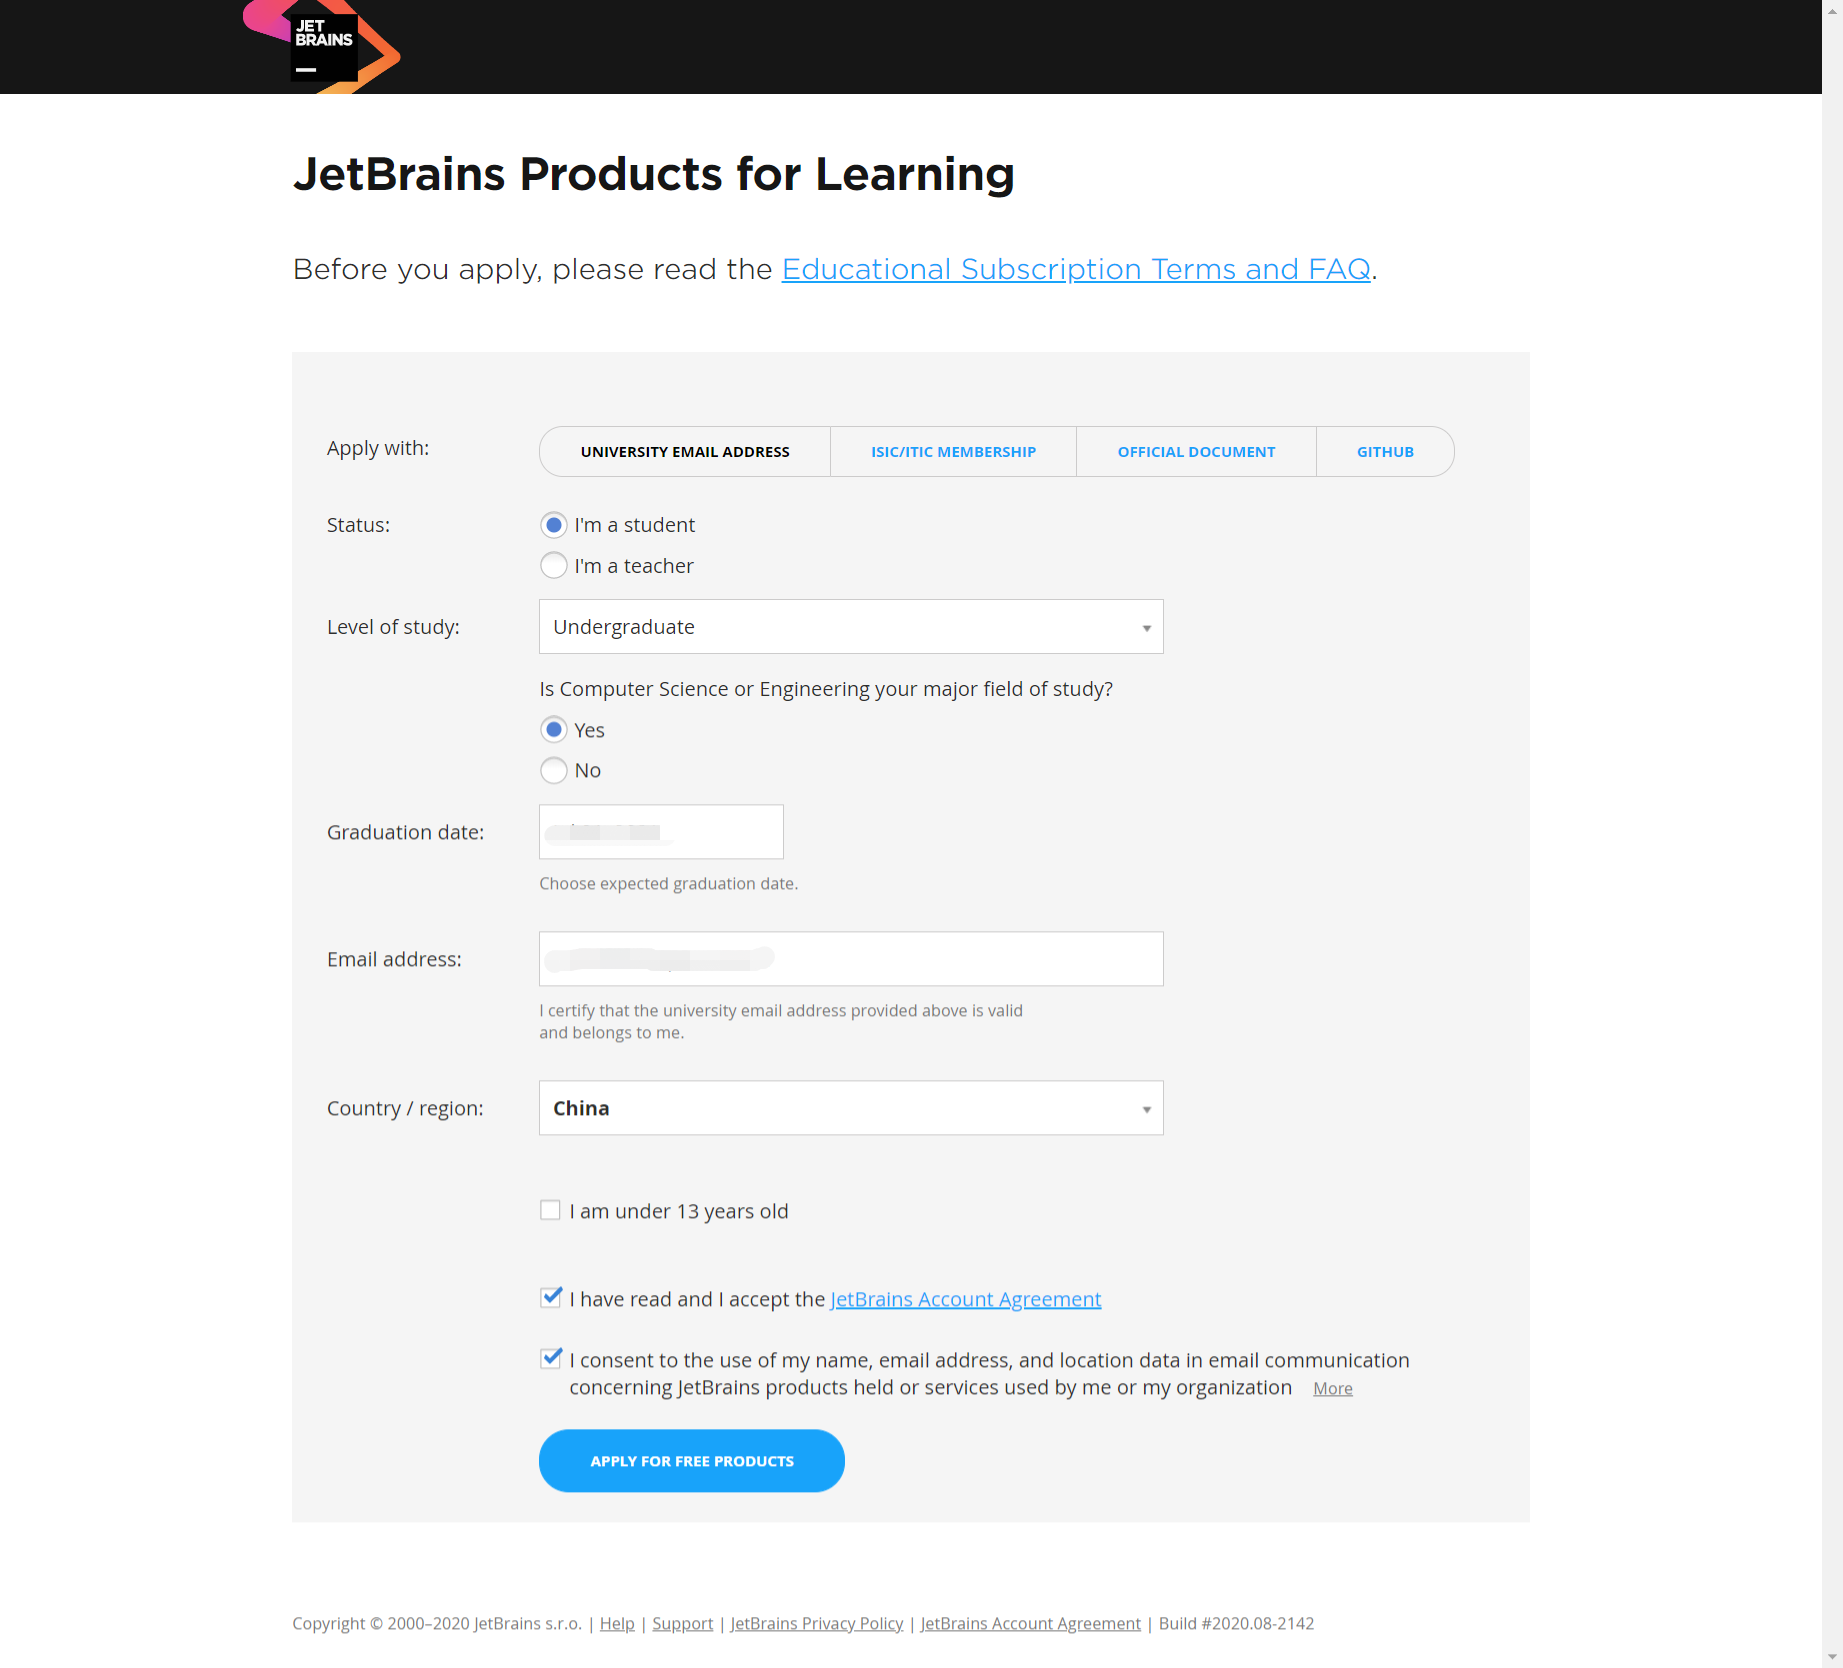 JET
BRAINS
JetBrains Products for Learning
Before you apply, please read the Educational Subscription Terms and FAQ.
Apply with:
UNIVERSITY EMAIL ADDRESS
ISIC/ITIC MEMBERSHIP
OFFICIAL DOCUMENT
GITHUB
Status:
I'm a student
I'm a teacher
Level of study:
Undergraduate
Is Computer Science or Engineering your major field of study?
Yes
No
Graduation date:
Choose expected graduation date.
Email address:
I certify that the university email address provided above is valid
and belongs to me.
Country / region:
China
I am under 13 years old
I have read and I accept the JetBrains Account Agreement
I consent to the use of my name, email address, and location data in email communication
concerning JetBrains products held or services used by me or my organization More
APPLY FOR FREE PRODUCTS
Copyright © 2000–2020 JetBrains s.r.o. | Help | Support | JetBrains Privacy Policy | JetBrains Account Agreement | Build #2020.08-2142